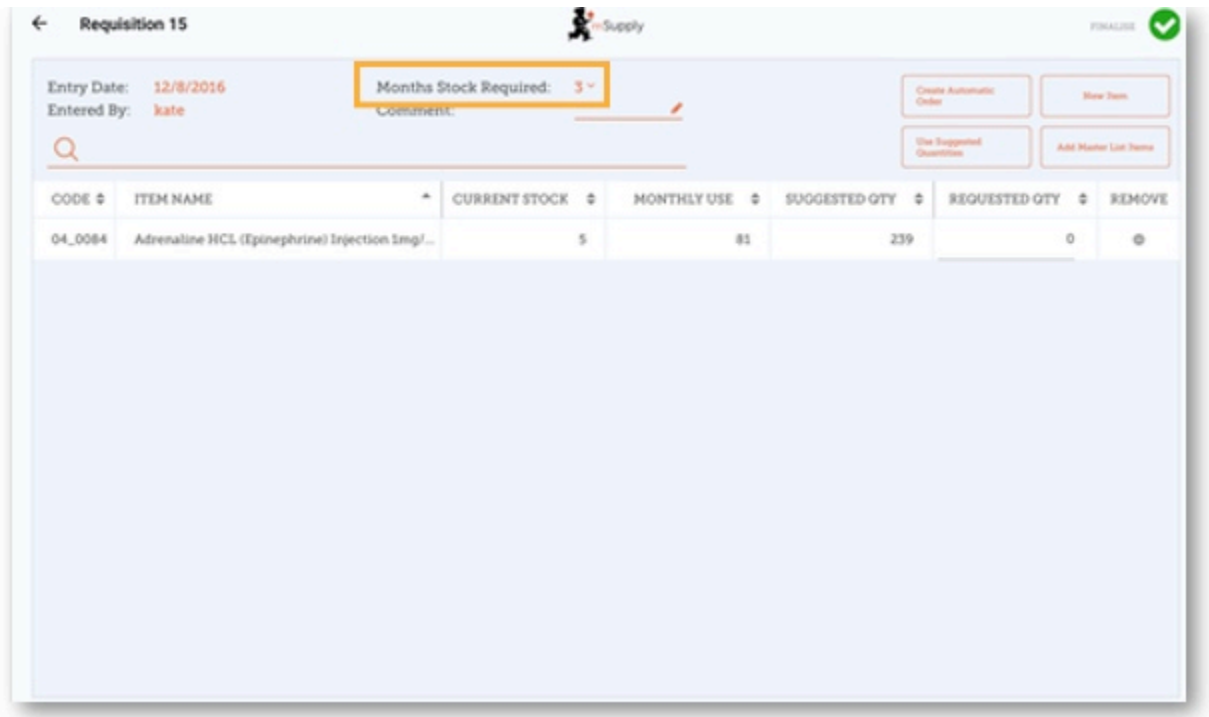 Requisition 15
mSupply
FINALISE
Entry Date: 12/8/2016
Months Stock Required: 3
Entered By: kate
Comment:
Create Automatic
Order
New Item
Use Suggested
Quantities
Add Master List Items
CODE ITEM NAME CURRENT STOCK MONTHLY USE SUGGESTED QTY REQUESTED QTY REMOVE
04_0084 Adrenaline HCL (Epinephrine) Injection 1mg/... 5 81 239 0